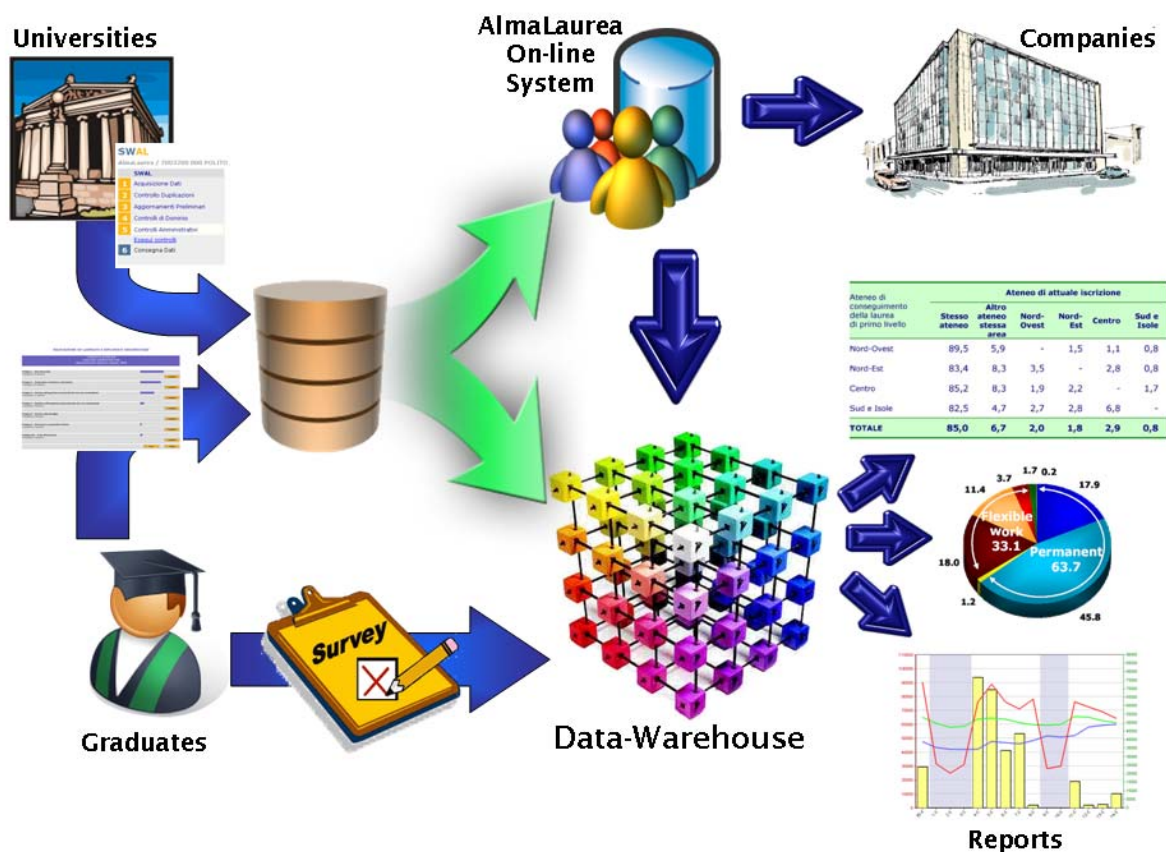 Universities
AlmaLaurea
On-line
System
Companies
SWAL
SWAL
1 Acquisizione Dati
2 Controllo Duplicazioni
3 Aggiornamenti Preliminari
4 Controlli di Dominio
5 Controlli Amministrator
Esegui controlli
6 Consegna Dati
Ateneo di
conseguimento
della laurea
di primo livello
Ateneo di attuale iscrizione
Stesso
ateneo
Altro
ateneo
stessa
area
Nord-
Ovest
Nord-
Est
Centro
Sud e
Isole
Nord-Ovest 89,5 5,9 - 1,5 1,1 0,8
Nord-Est 83,4 8,3 3,5 - 2,8 0,8
Centro 85,2 8,3 1,9 2,2 - 1,7
Sud e Isole 82,5 4,7 2,7 2,8 6,8 -
TOTALE 85,0 6,7 2,0 1,8 2,9 0,8
11.4
3.7
1.7
0.2
17.9
Flexible
work
33.1
Permanent
63.7
18.0
1.2
45.8
Survey
Graduates
Data-Warehouse
Reports